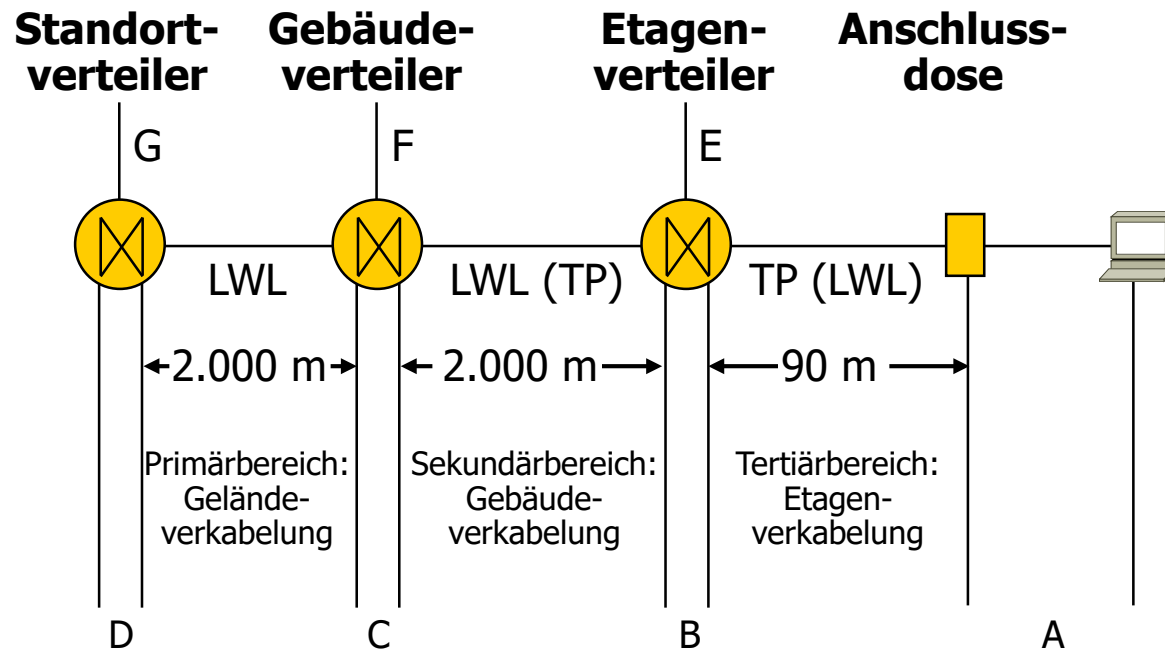 Standort-
verteiler
Gebäude-
verteiler
Etagen-
verteiler
Anschluss-
dose
G
F
E
LWL
LWL (TP)
TP (LWL)
2.000 m
2.000 m
90 m
Primärbereich:
Gelände-
verkabelung
Sekundärbereich:
Gebäude-
verkabelung
Tertiärbereich:
Etagen-
verkabelung
D
C
B
A